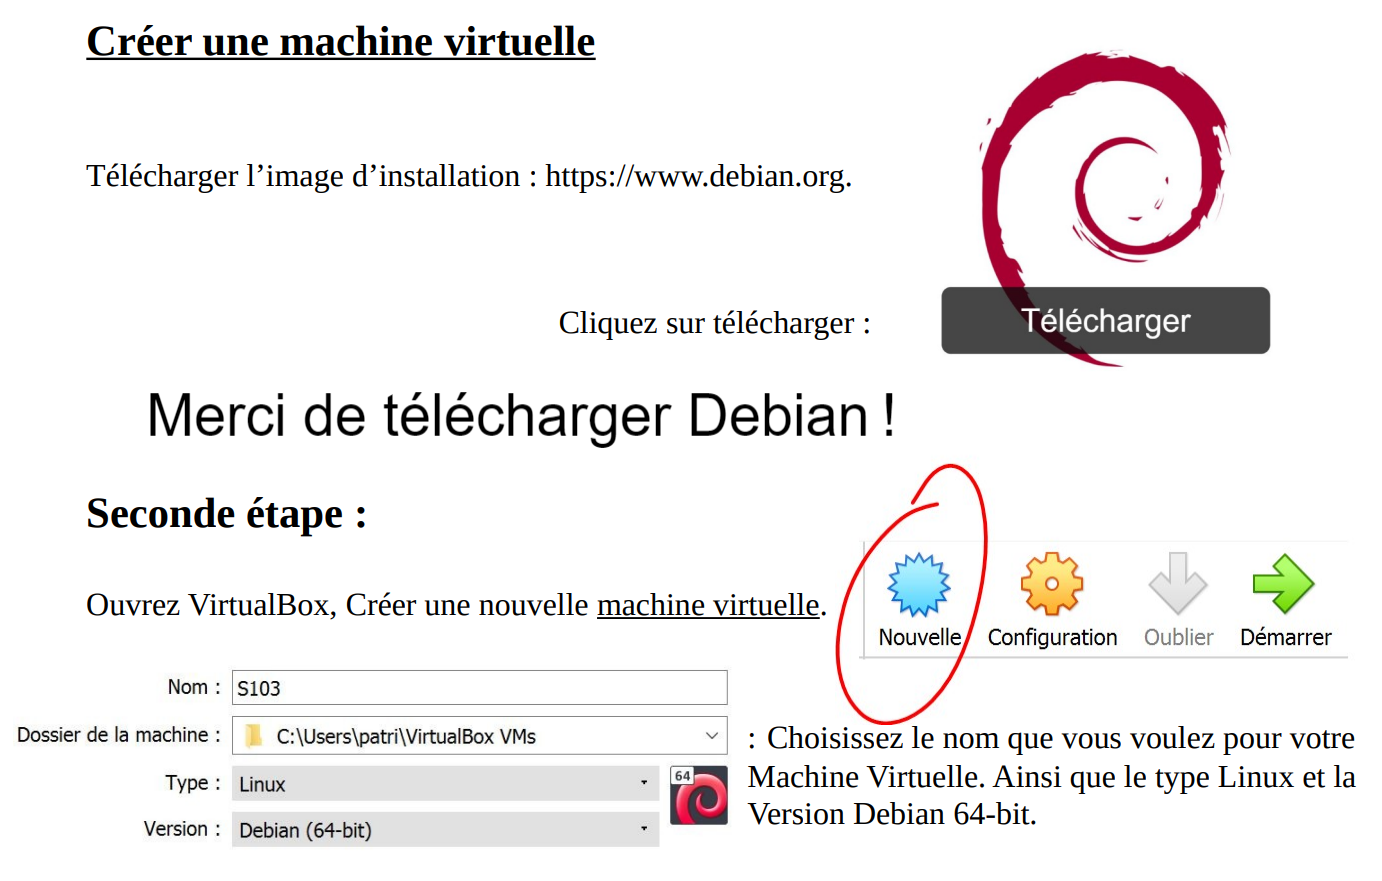 Créer une machine virtuelle
Télécharger l’image d’installation : https://www.debian.org.
Cliquez sur télécharger :
Télécharger
Merci de télécharger Debian !
Seconde étape :
Ouvrez VirtualBox, Créer une nouvelle machine virtuelle.
Nouvelle Configuration Oublier Démarrer
Nom : S103
Dossier de la machine : C:\Users\patri\VirtualBox VMs
Type : Linux
64
Version : Debian (64-bit)
: Choisissez le nom que vous voulez pour votre
Machine Virtuelle. Ainsi que le type Linux et la
Version Debian 64-bit.